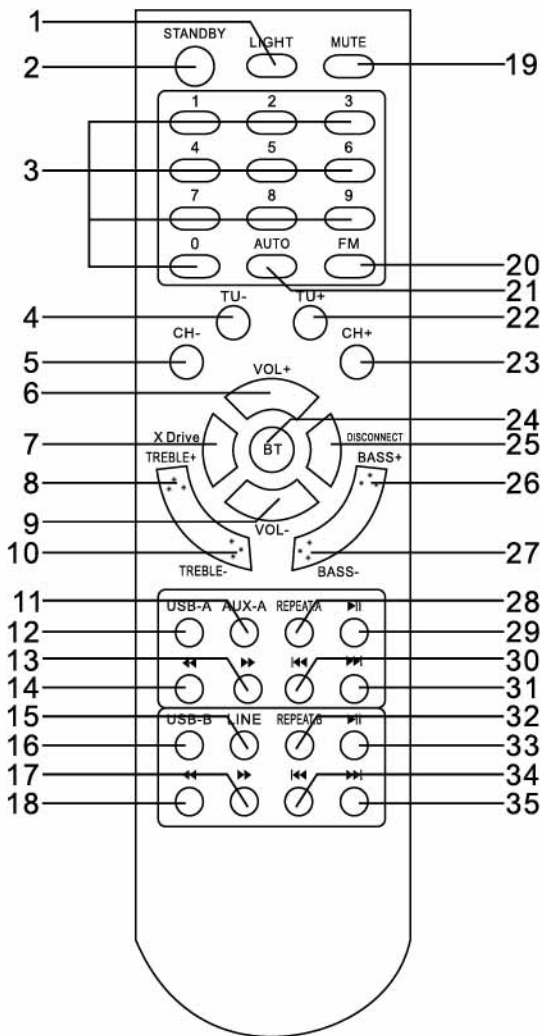 1 STANDBY LIGHT MUTE
2 19
1 2 3
3 4 5 6
7 8 9
0 AUTO FM
20
21
4 TU- TU+ 22
5 CH- CH+ 23
6 VOL+
24
7 X Drive BT DISCONNECT 25
8 TREBLE+ BASS+ 26
9 VOL-
10 TREBLE- BASS- 27
11 USB-A AUX-A REPEAT.A 28
12 29
13 30
14 31
15 USB-B LINE REPEAT.B 32
16 33
17 34
18 35